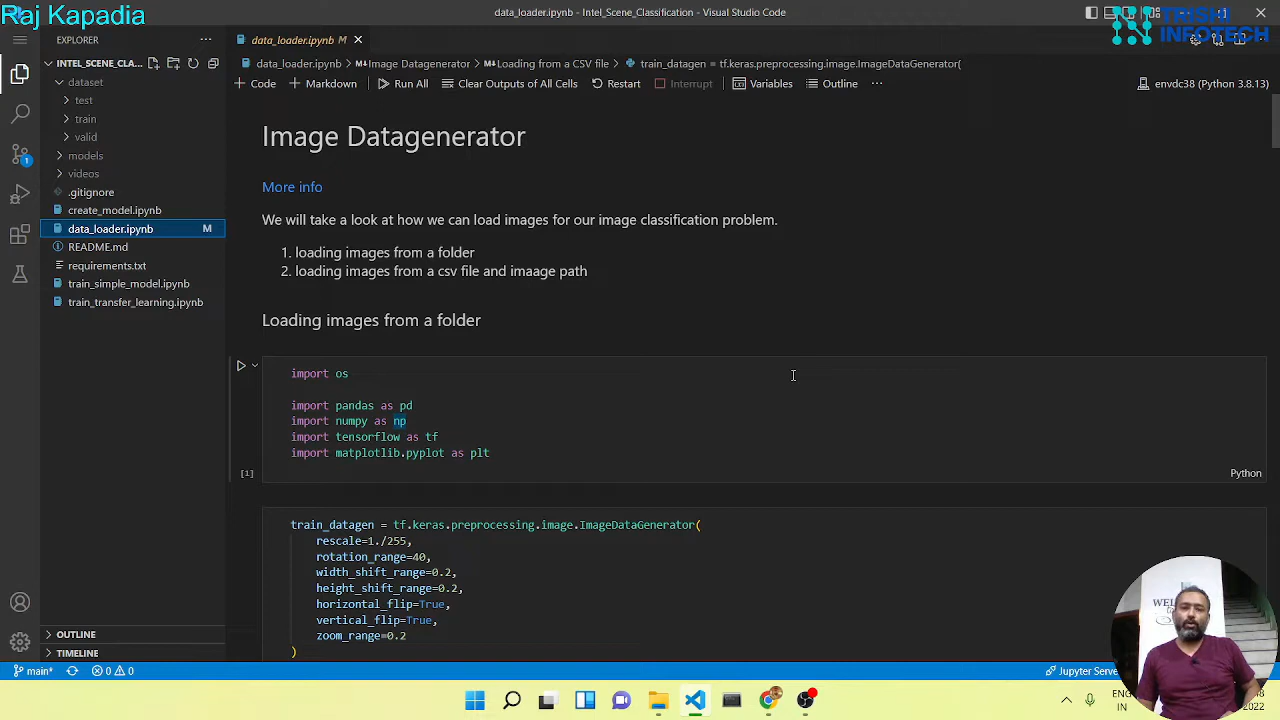 Raj Kapadia
data_loader.ipynb - Intel_Scene_Classification - Visual Studio Code
TRISHI
INFOTECH
EXPLORER
data_loader.ipynb M
INTEL_SCENE_CLA...
data_loader.ipynb > Image Datagenerator > Loading from a CSV file > train_datagen = tf.keras.preprocessing.image.ImageDataGenerator(
Code
Markdown
Run All
Clear Outputs of All Cells
Restart
Interrupt
Variables
Outline
envdc38 (Python 3.8.13)
dataset
test
train
valid
models
videos
.gitignore
create_model.ipynb
data_loader.ipynb M
README.md
requirements.txt
train_simple_model.ipynb
train_transfer_learning.ipynb
1
Image Datagenerator
More info
We will take a look at how we can load images for our image classification problem.
1. loading images from a folder
2. loading images from a csv file and imaage path
Loading images from a folder
import os
import pandas as pd
import numpy as np
import tensorflow as tf
import matplotlib.pyplot as plt
[1]
Python
train_datagen = tf.keras.preprocessing.image.ImageDataGenerator(
rescale=1./255,
rotation_range=40,
width_shift_range=0.2,
height_shift_range=0.2,
horizontal_flip=True,
vertical_flip=True,
zoom_range=0.2
)
OUTLINE
TIMELINE
main*
0
0
Jupyter Serve
ENG
IN
2022